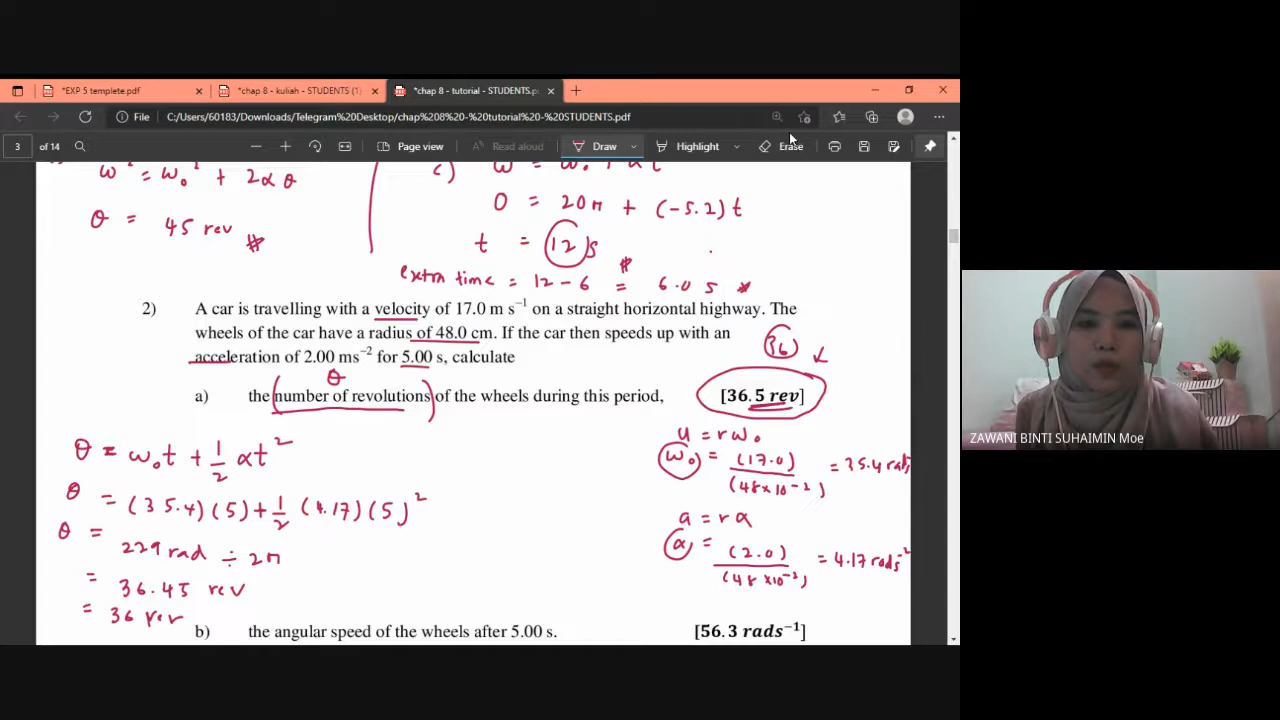 *EXP 5 templete.pdf
*chap 8 - kuliah - STUDENTS (1)
*chap 8 - tutorial - STUDENTS.p
File C:/Users/60183/Downloads/Telegram%20Desktop/chap%208%20-%20tutorial%20-%20STUDENTS.pdf
3 of 14 Page view Read aloud Draw Highlight Erase
ω² = ω₀² + 2αθ
θ = 45 rev #
c) ω = ω₀ + αt
0 = 20π + (-5.2)t
t = 12 s #
extra time = 12 - 6 = 6.0 s
2) A car is travelling with a velocity of 17.0 m s⁻¹ on a straight horizontal highway. The
wheels of the car have a radius of 48.0 cm. If the car then speeds up with an
acceleration of 2.00 ms⁻² for 5.00 s, calculate
36
θ
a) the number of revolutions of the wheels during this period, [36.5 rev]
θ = ω₀t + ½ αt²
θ = (35.4)(5) + ½ (4.17)(5)²
θ =
229 rad ÷ 2π
= 36.45 rev
= 36 rev
u = rω₀
ω₀ = (17.0) / (48×10⁻²) = 35.4 rads
a = rα
α = (2.0) / (48×10⁻²) = 4.17 rads⁻²
b) the angular speed of the wheels after 5.00 s. [56.3 rads⁻¹]
ZAWANI BINTI SUHAIMIN Moe